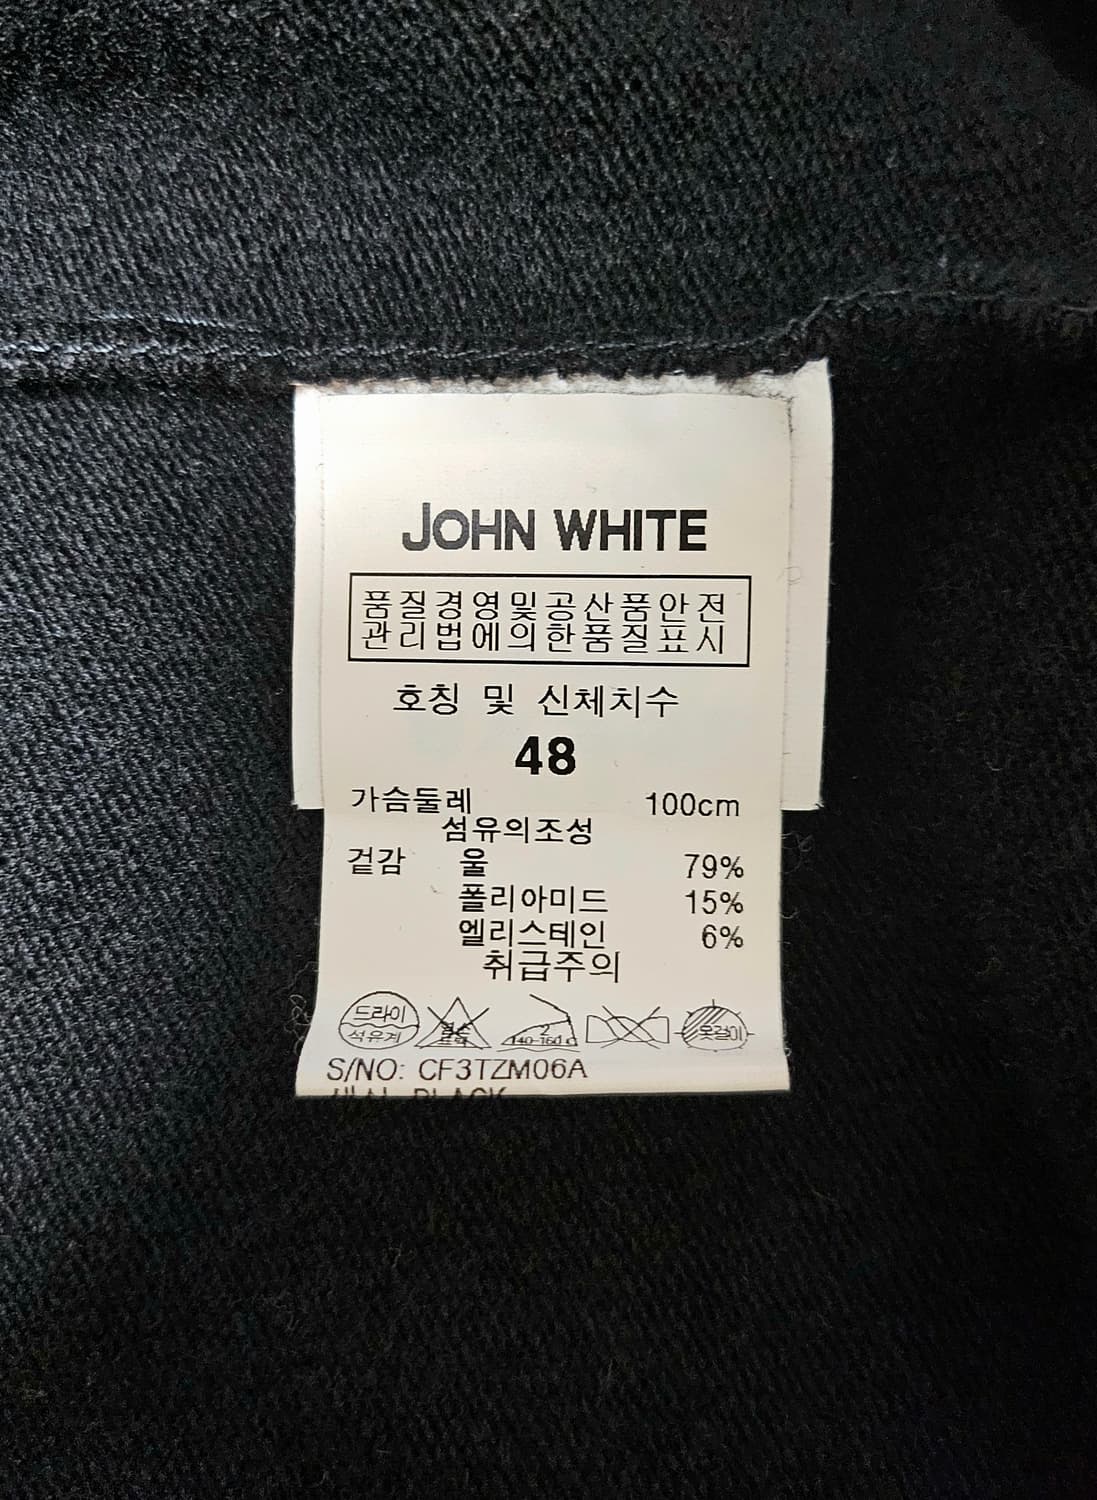 JOHN WHITE
품질경영및공산품안전
관리법에의한품질표시
호칭 및 신체치수
48
가슴둘레 100cm
섬유의조성
겉감 울 79%
폴리아미드 15%
엘리스테인 6%
취급주의
드라이
석유계
2
140-160℃
옷걸이
S/NO: CF3TZM06A
BLACK